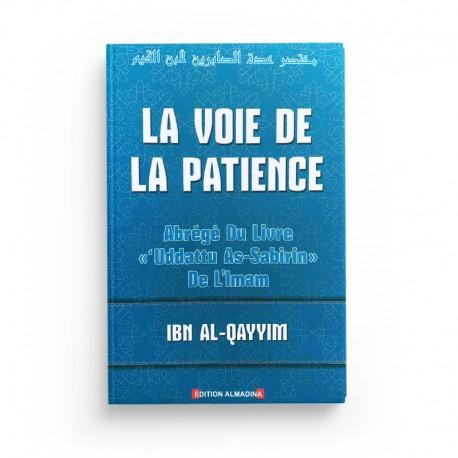 مختصر عدة الصابرين لابن القيم
LA VOIE DE
LA PATIENCE
Abrégé Du Livre
«'Uddattu As-Sabirin»
De L'Imam
IBN AL-QAYYIM
EDITION ALMADINA